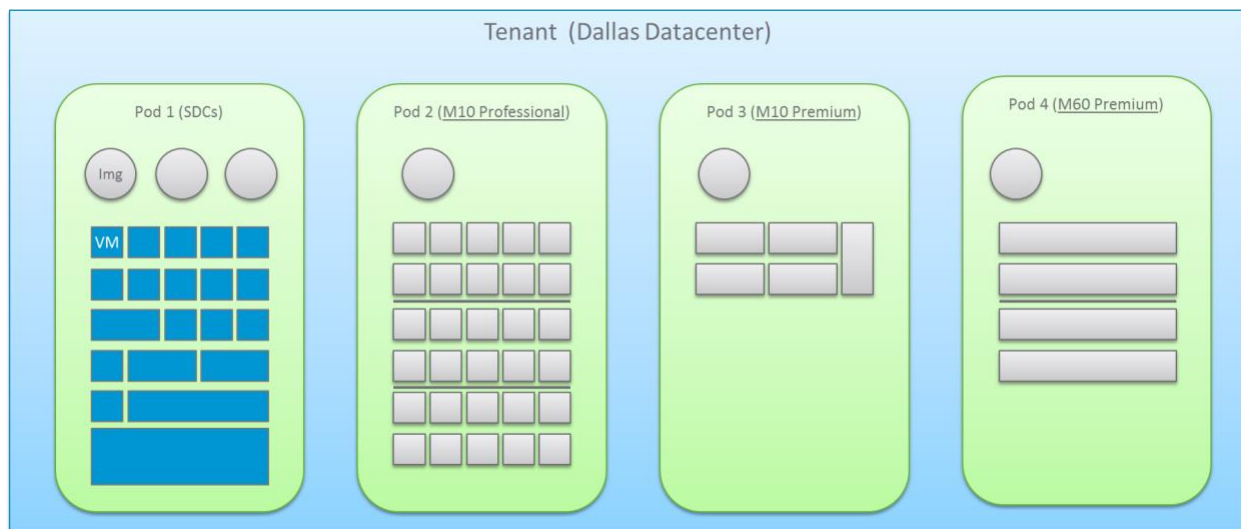 Tenant  (Dallas Datacenter)
Pod 1 (SDCs)
Pod 2 (M10 Professional)
Pod 3 (M10 Premium)
Pod 4 (M60 Premium)
Img
VM